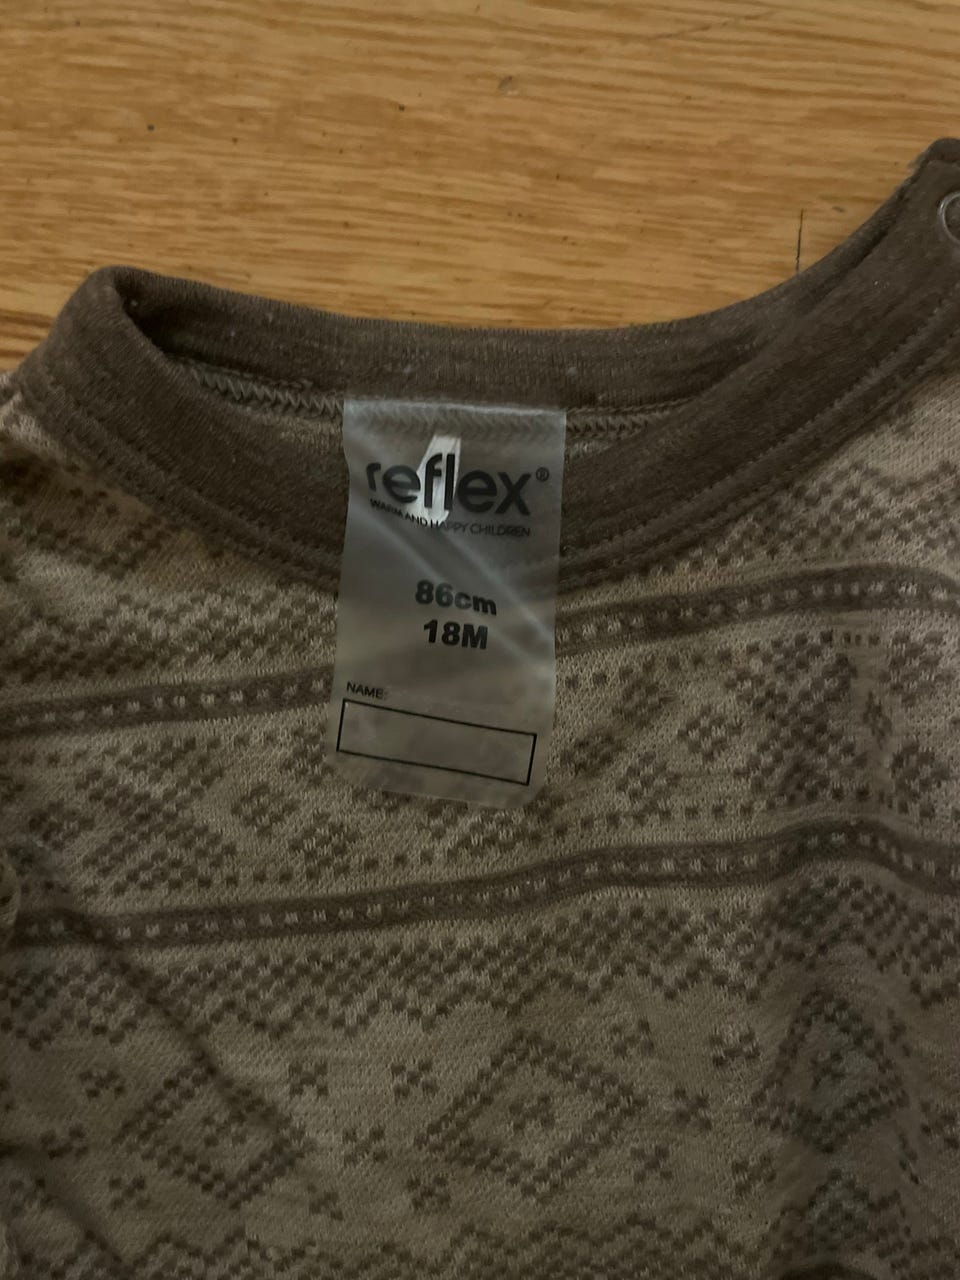 reflex®
WARM AND HAPPY CHILDREN
86cm
18M
NAME: